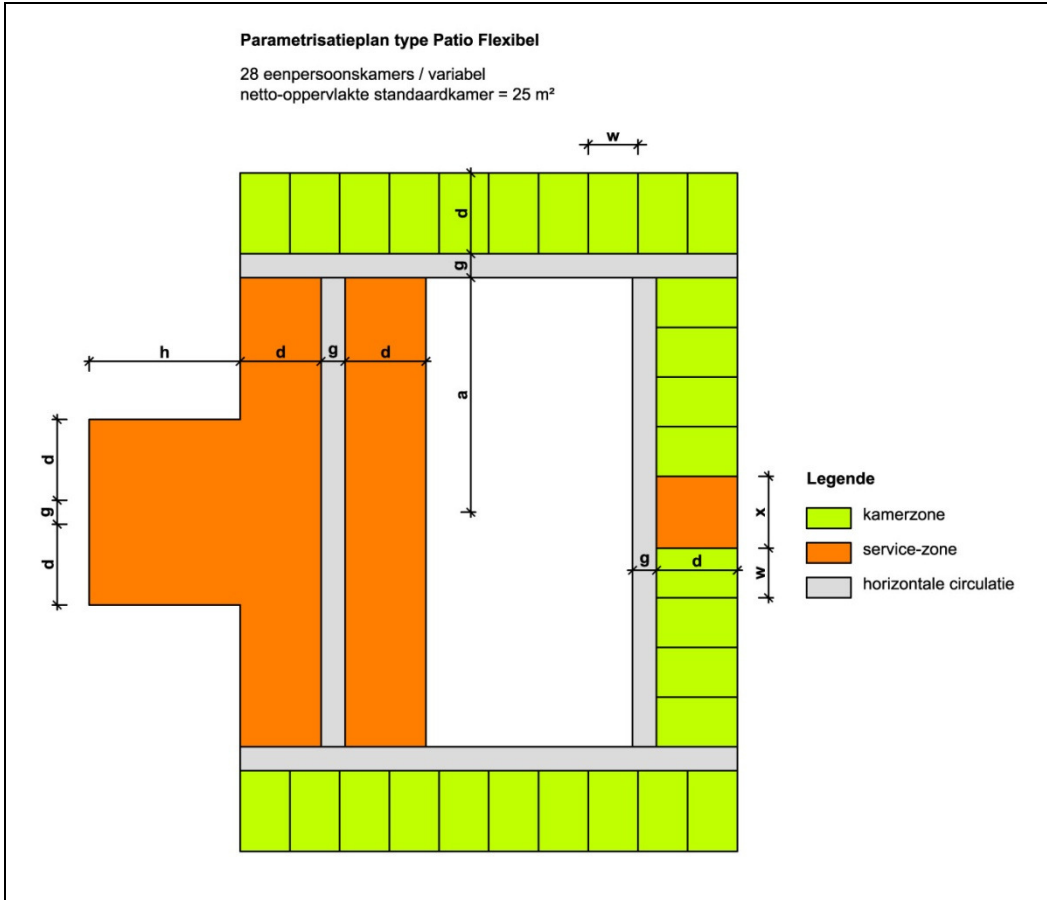 Parametrisatieplan type Patio Flexibel
28 eenpersoonskamers / variabel
netto-oppervlakte standaardkamer = 25 m²
w
d
g
h
d
g
d
a
d
g
d
x
g
d
w
Legende
kamerzone
service-zone
horizontale circulatie